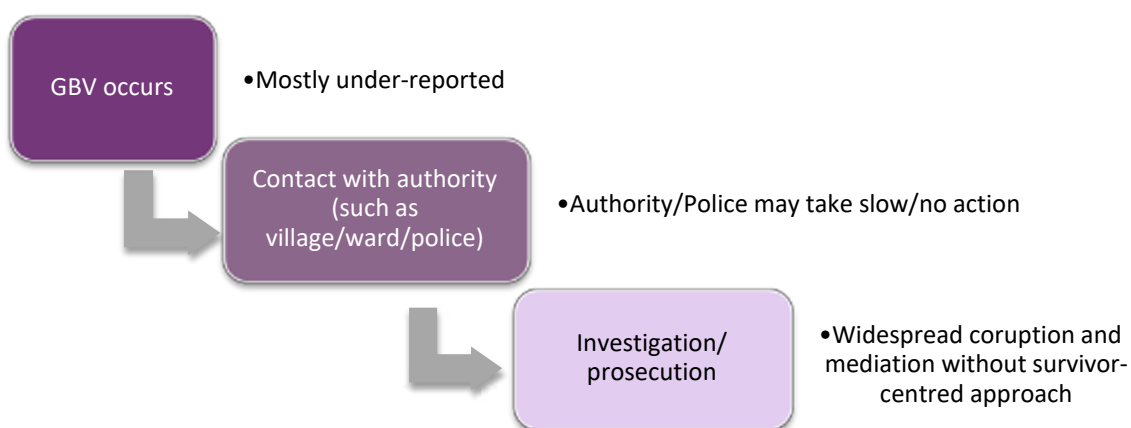 GBV occurs
•Mostly under-reported
Contact with authority
(such as
village/ward/police)
•Authority/Police may take slow/no action
Investigation/
prosecution
•Widespread coruption and
mediation without survivor-
centred approach